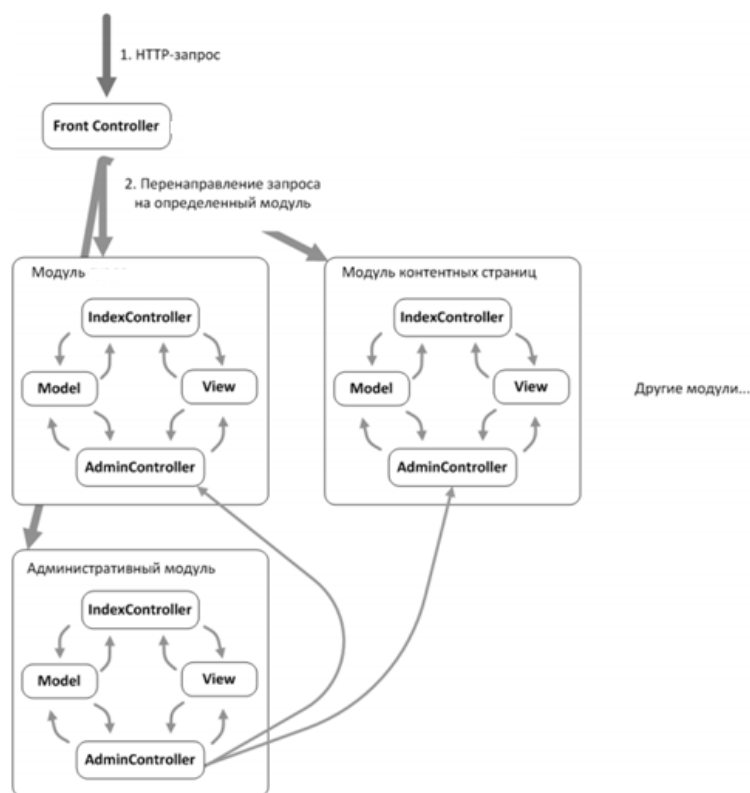 1. HTTP-запрос
Front Controller
2. Перенаправление запроса
на определенный модуль
Модуль
IndexController
Model
View
AdminController
Модуль контентных страниц
IndexController
Model
View
AdminController
Другие модули...
Административный модуль
IndexController
Model
View
AdminController